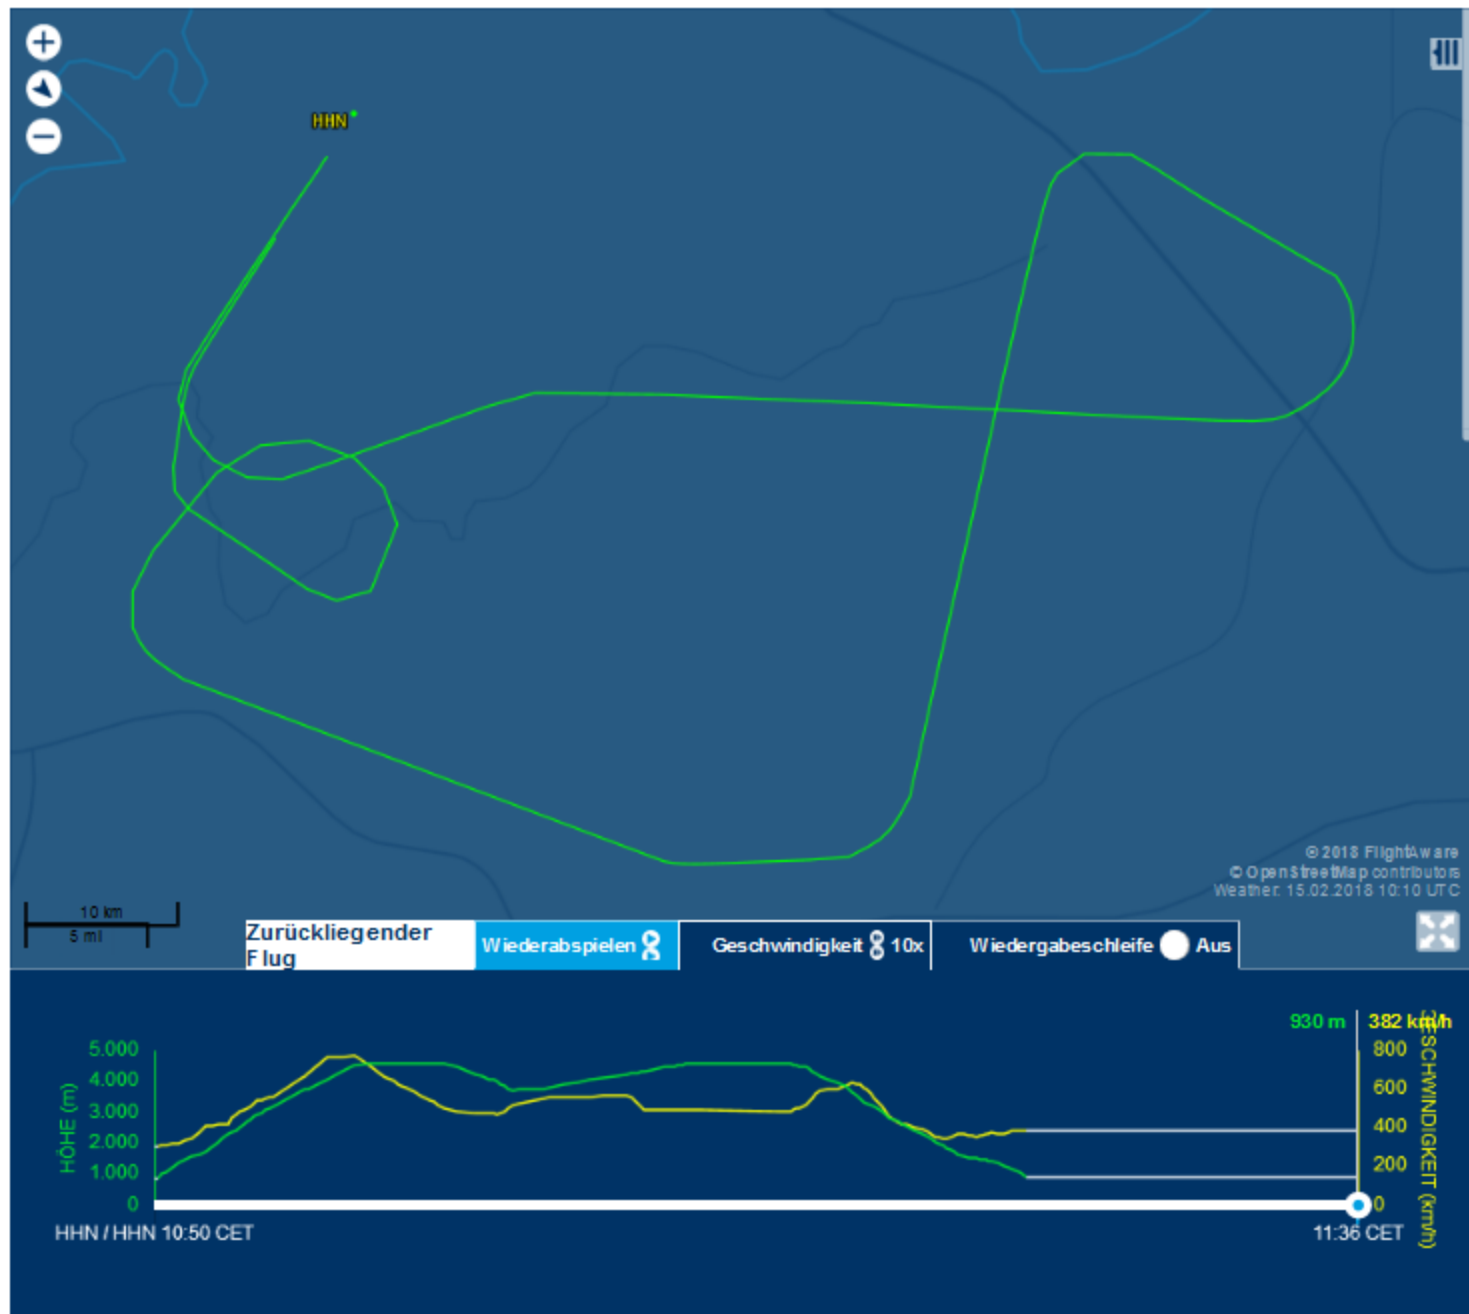 HHN
© 2018 FlightAware
© OpenStreetMap contributors
Weather: 15.02.2018 10:10 UTC
10 km
5 mi
Zurückliegender
Flug
Wiederabspielen
Geschwindigkeit 10x
Wiedergabeschleife Aus
930 m 382 km/h
5.000
4.000
3.000
2.000
1.000
0
HÖHE (m)
800
600
400
200
0
GESCHWINDIGKEIT (km/h)
HHN / HHN 10:50 CET
11:36 CET